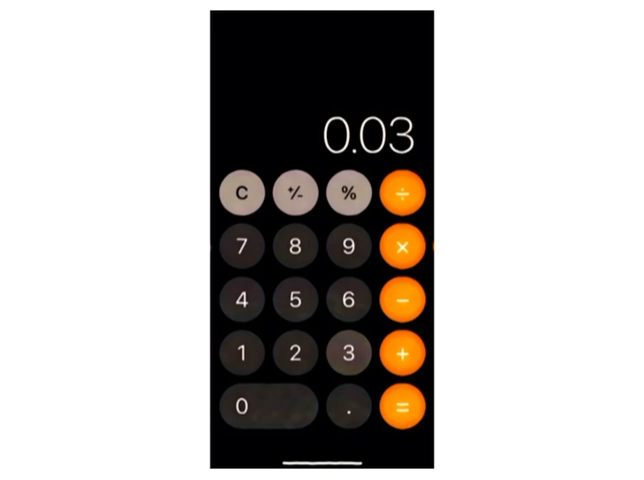 0.03
C +/- % ÷
7 8 9 ×
4 5 6 −
1 2 3 +
0 . =